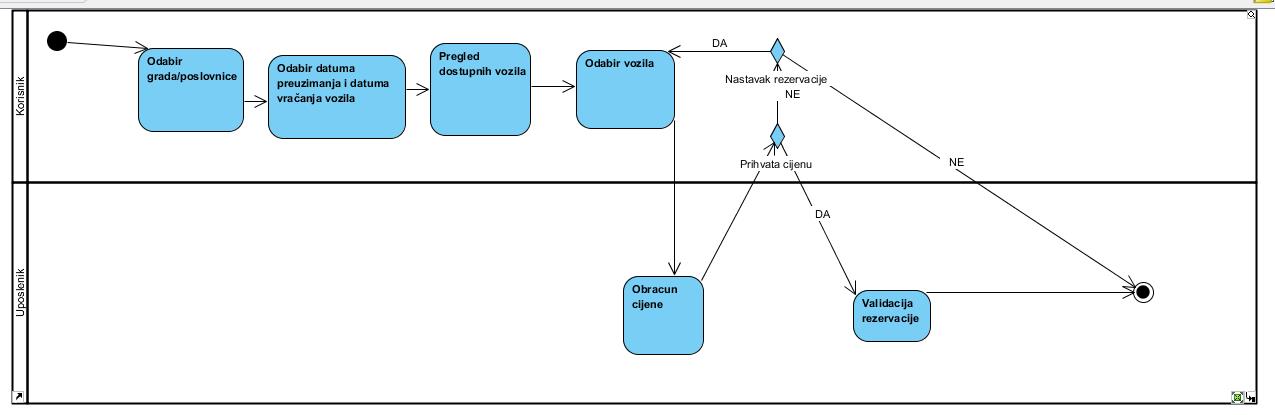 Korisnik
Odabir
grada/poslovnice
Odabir datuma
preuzimanja i datuma
vračanja vozila
Pregled
dostupnih vozila
Odabir vozila
DA
Nastavak rezervacije
NE
Prihvata cijenu
NE
DA
Uposlenik
Obracun
cijene
Validacija
rezervacije